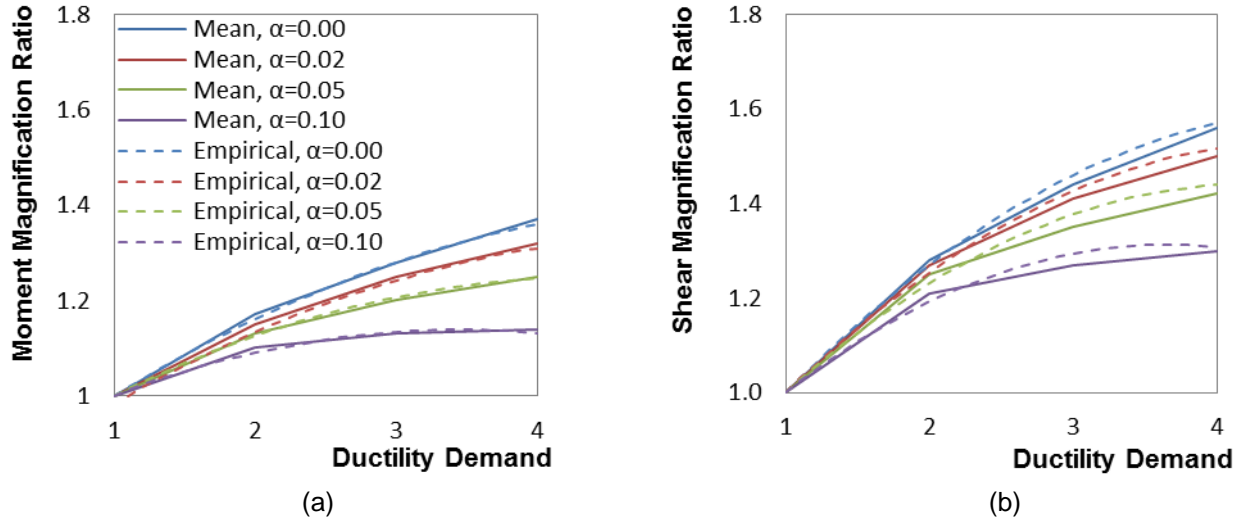 Moment Magnification Ratio
1.8
1.6
1.4
1.2
1
Mean, α=0.00
Mean, α=0.02
Mean, α=0.05
Mean, α=0.10
Empirical, α=0.00
Empirical, α=0.02
Empirical, α=0.05
Empirical, α=0.10
1 2 3 4
Ductility Demand
(a)
Shear Magnification Ratio
1.8
1.6
1.4
1.2
1.0
1 2 3 4
Ductility Demand
(b)